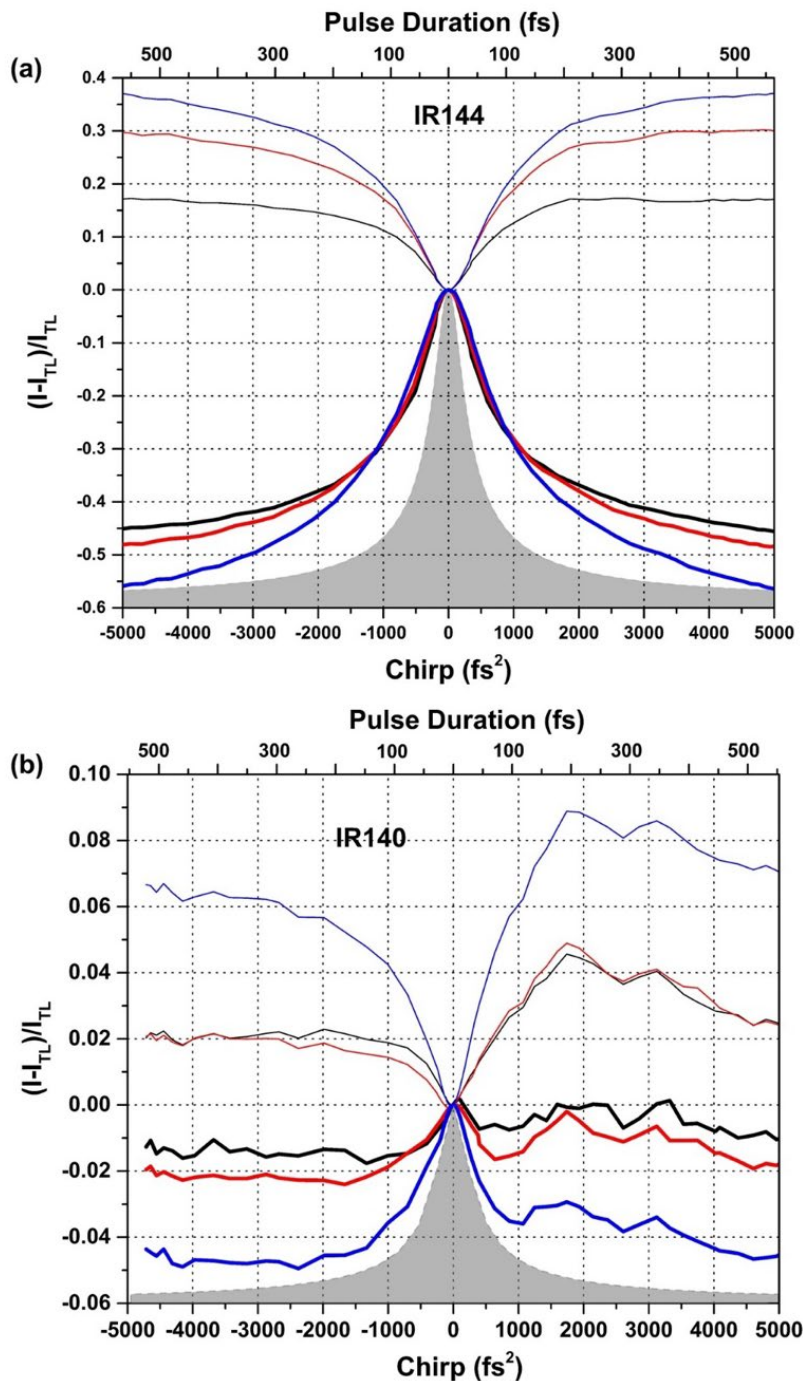 Pulse Duration (fs)
500 300 100 100 300 500
(a)
IR144
0.4
0.3
0.2
0.1
0.0
-0.1
-0.2
-0.3
-0.4
-0.5
-0.6
(I-I_TL)/I_TL
-5000 -4000 -3000 -2000 -1000 0 1000 2000 3000 4000 5000
Chirp (fs²)
Pulse Duration (fs)
500 300 100 100 300 500
(b)
IR140
0.10
0.08
0.06
0.04
0.02
0.00
-0.02
-0.04
-0.06
(I-I_TL)/I_TL
-5000 -4000 -3000 -2000 -1000 0 1000 2000 3000 4000 5000
Chirp (fs²)